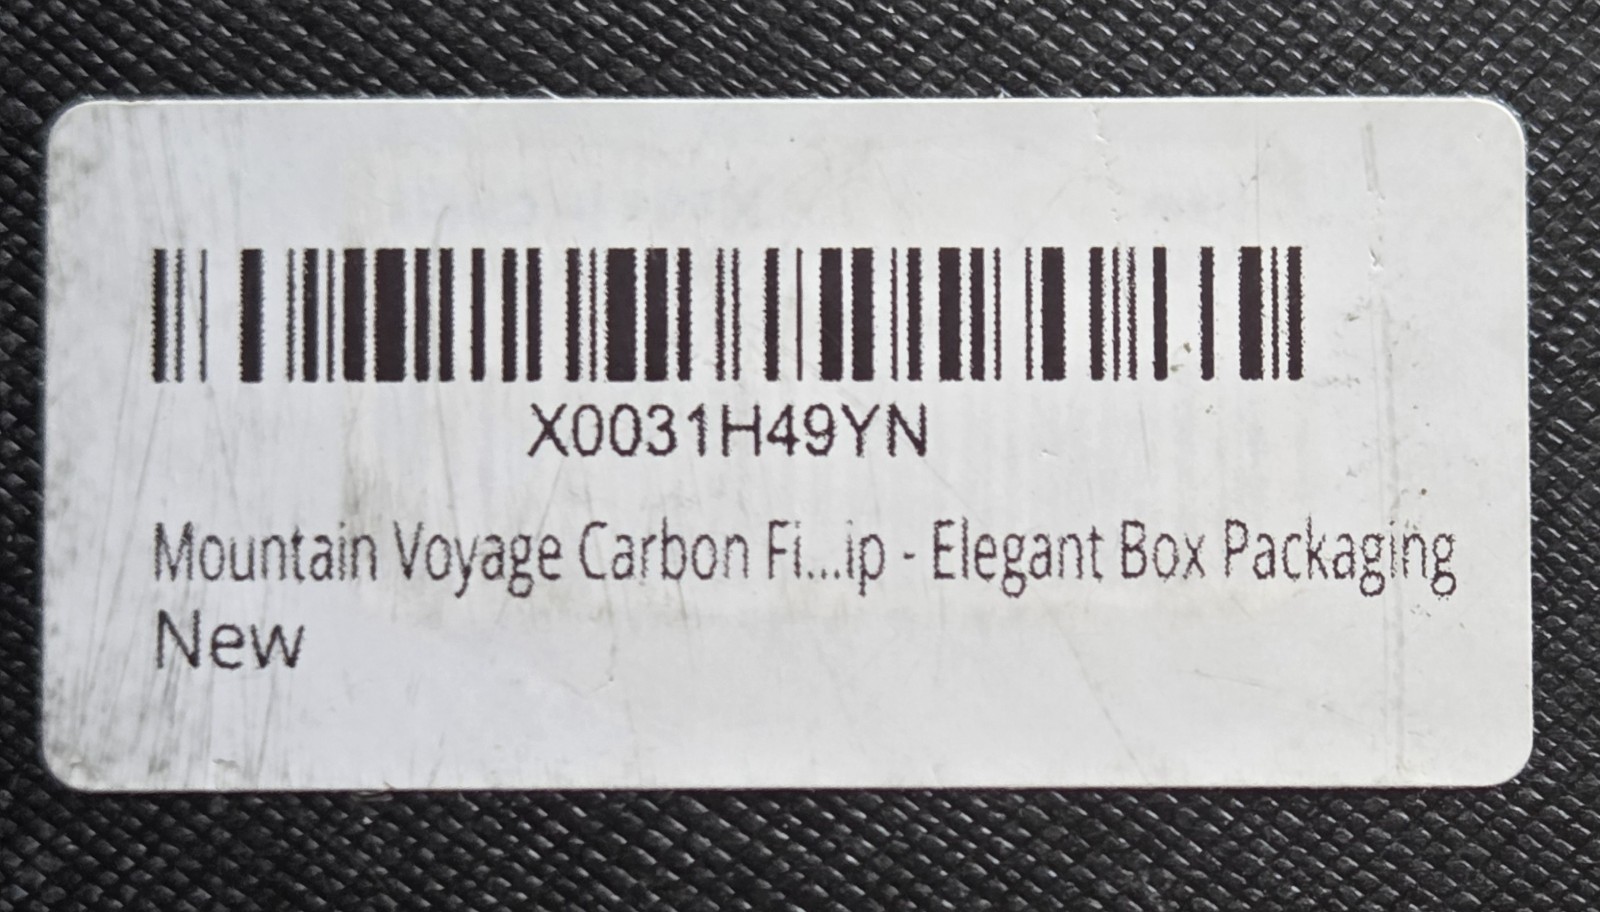 X0031H49YN
Mountain Voyage Carbon Fi...ip - Elegant Box Packaging
New